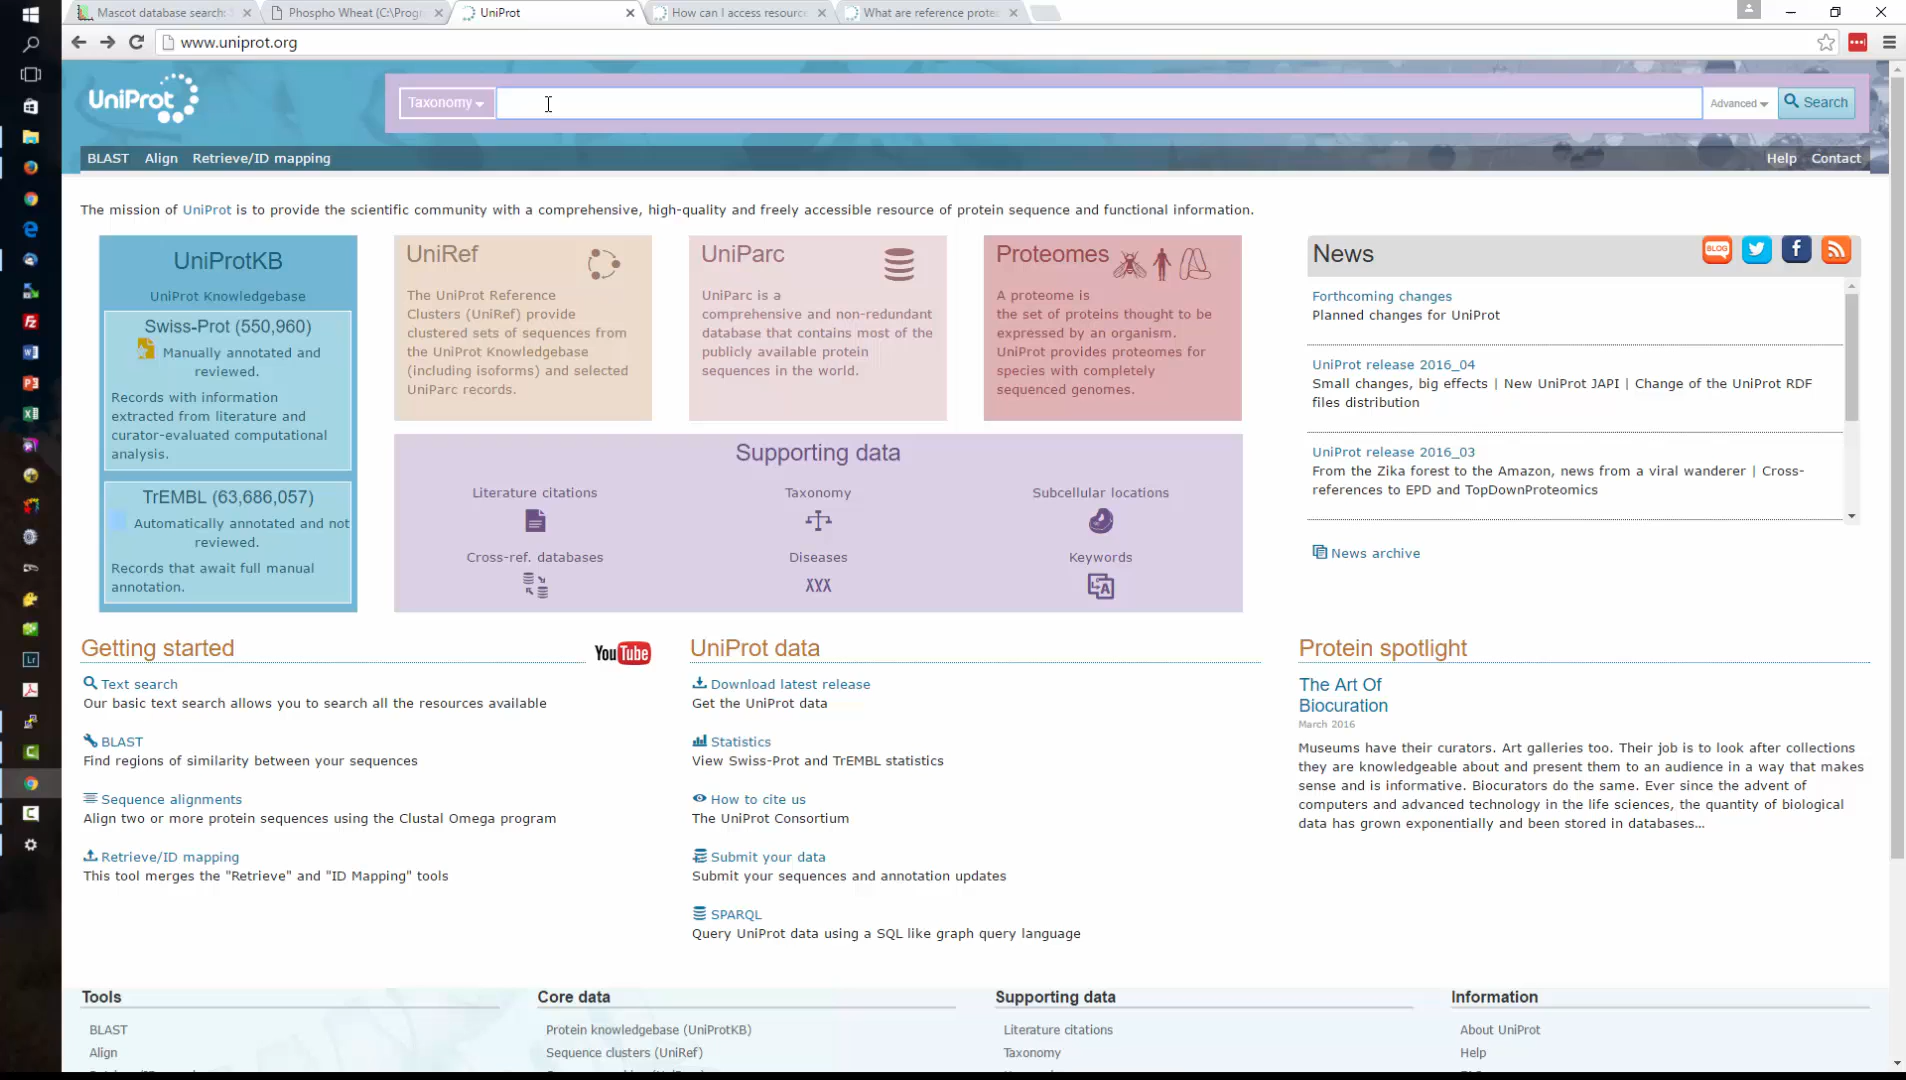 Mascot database search:
Phospho Wheat (C:\Progr
UniProt
How can I access resourc
What are reference prote
www.uniprot.org
UniProt
Taxonomy
Advanced
Search
BLAST Align Retrieve/ID mapping
Help Contact
The mission of UniProt is to provide the scientific community with a comprehensive, high-quality and freely accessible resource of protein sequence and functional information.
UniProtKB
UniProt Knowledgebase
Swiss-Prot (550,960)
Manually annotated and
reviewed.
Records with information
extracted from literature and
curator-evaluated computational
analysis.
TrEMBL (63,686,057)
Automatically annotated and not
reviewed.
Records that await full manual
annotation.
UniRef
The UniProt Reference
Clusters (UniRef) provide
clustered sets of sequences from
the UniProt Knowledgebase
(including isoforms) and selected
UniParc records.
UniParc
UniParc is a
comprehensive and non-redundant
database that contains most of the
publicly available protein
sequences in the world.
Proteomes
A proteome is
the set of proteins thought to be
expressed by an organism.
UniProt provides proteomes for
species with completely
sequenced genomes.
Supporting data
Literature citations
Taxonomy
Subcellular locations
Cross-ref. databases
Diseases
Keywords
News
BLOG
Forthcoming changes
Planned changes for UniProt
UniProt release 2016_04
Small changes, big effects | New UniProt JAPI | Change of the UniProt RDF
files distribution
UniProt release 2016_03
From the Zika forest to the Amazon, news from a viral wanderer | Cross-
references to EPD and TopDownProteomics
News archive
Getting started
YouTube
Text search
Our basic text search allows you to search all the resources available
BLAST
Find regions of similarity between your sequences
Sequence alignments
Align two or more protein sequences using the Clustal Omega program
Retrieve/ID mapping
This tool merges the "Retrieve" and "ID Mapping" tools
UniProt data
Download latest release
Get the UniProt data
Statistics
View Swiss-Prot and TrEMBL statistics
How to cite us
The UniProt Consortium
Submit your data
Submit your sequences and annotation updates
SPARQL
Query UniProt data using a SQL like graph query language
Protein spotlight
The Art Of
Biocuration
March 2016
Museums have their curators. Art galleries too. Their job is to look after collections
they are knowledgeable about and present them to an audience in a way that makes
sense and is informative. Biocurators do the same. Ever since the advent of
computers and advanced technology in the life sciences, the quantity of biological
data has grown exponentially and been stored in databases...
Tools
BLAST
Align
Core data
Protein knowledgebase (UniProtKB)
Sequence clusters (UniRef)
Supporting data
Literature citations
Taxonomy
Information
About UniProt
Help